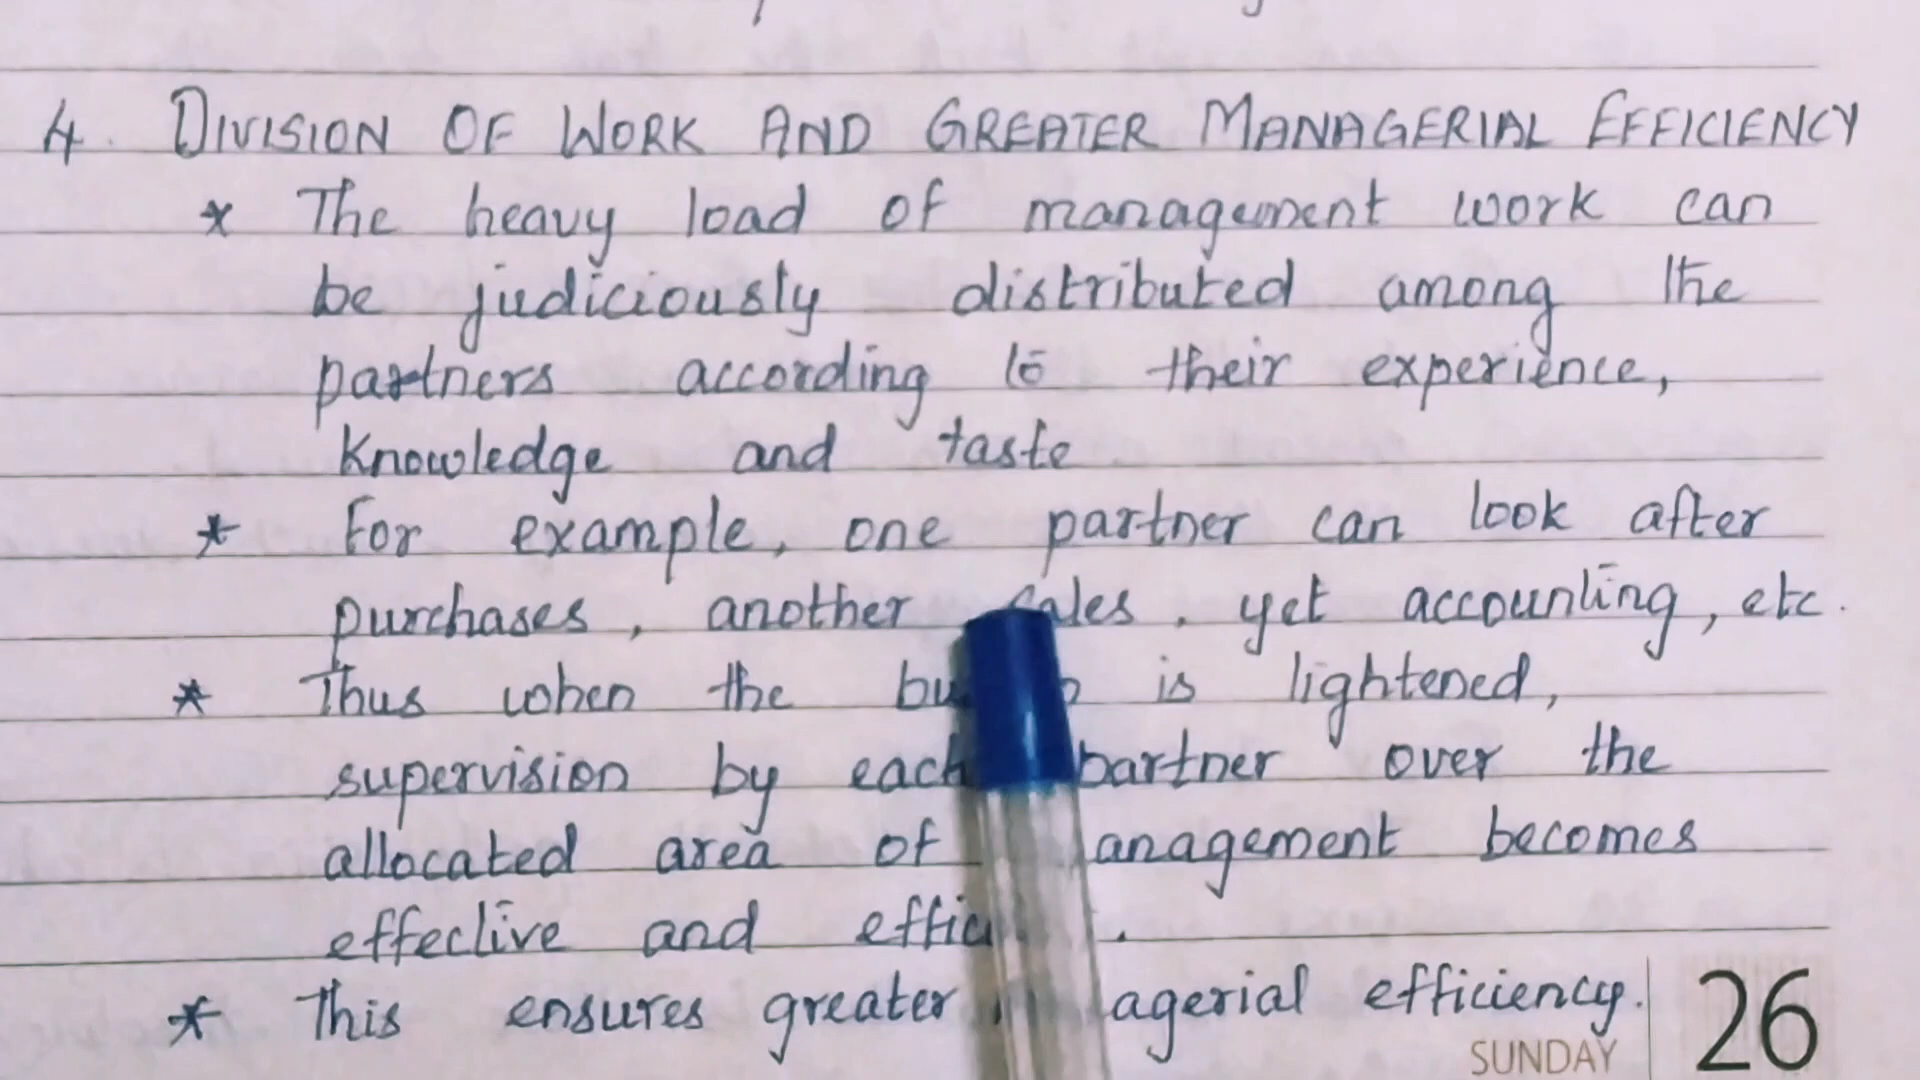 4. DIVISION OF WORK AND GREATER MANAGERIAL EFFICIENCY
* The heavy load of management work can
be judiciously distributed among the
partners according to their experience,
knowledge and taste
* For example, one partner can look after
purchases, another sales, yet accounting, etc.
* Thus when the is lightened,
supervision by each partner over the
allocated area of management becomes
effective and
* This ensures greater managerial efficiency.
SUNDAY 26